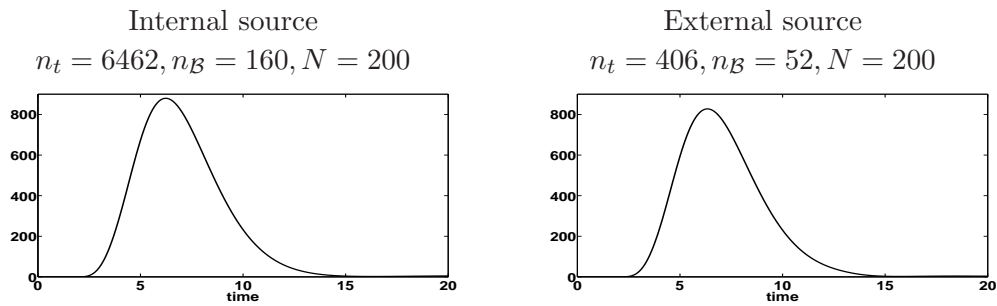 Internal source
n_t = 6462, n_B = 160, N = 200
800
600
400
200
0
0 5 10 15 20
time
External source
n_t = 406, n_B = 52, N = 200
800
600
400
200
0
0 5 10 15 20
time